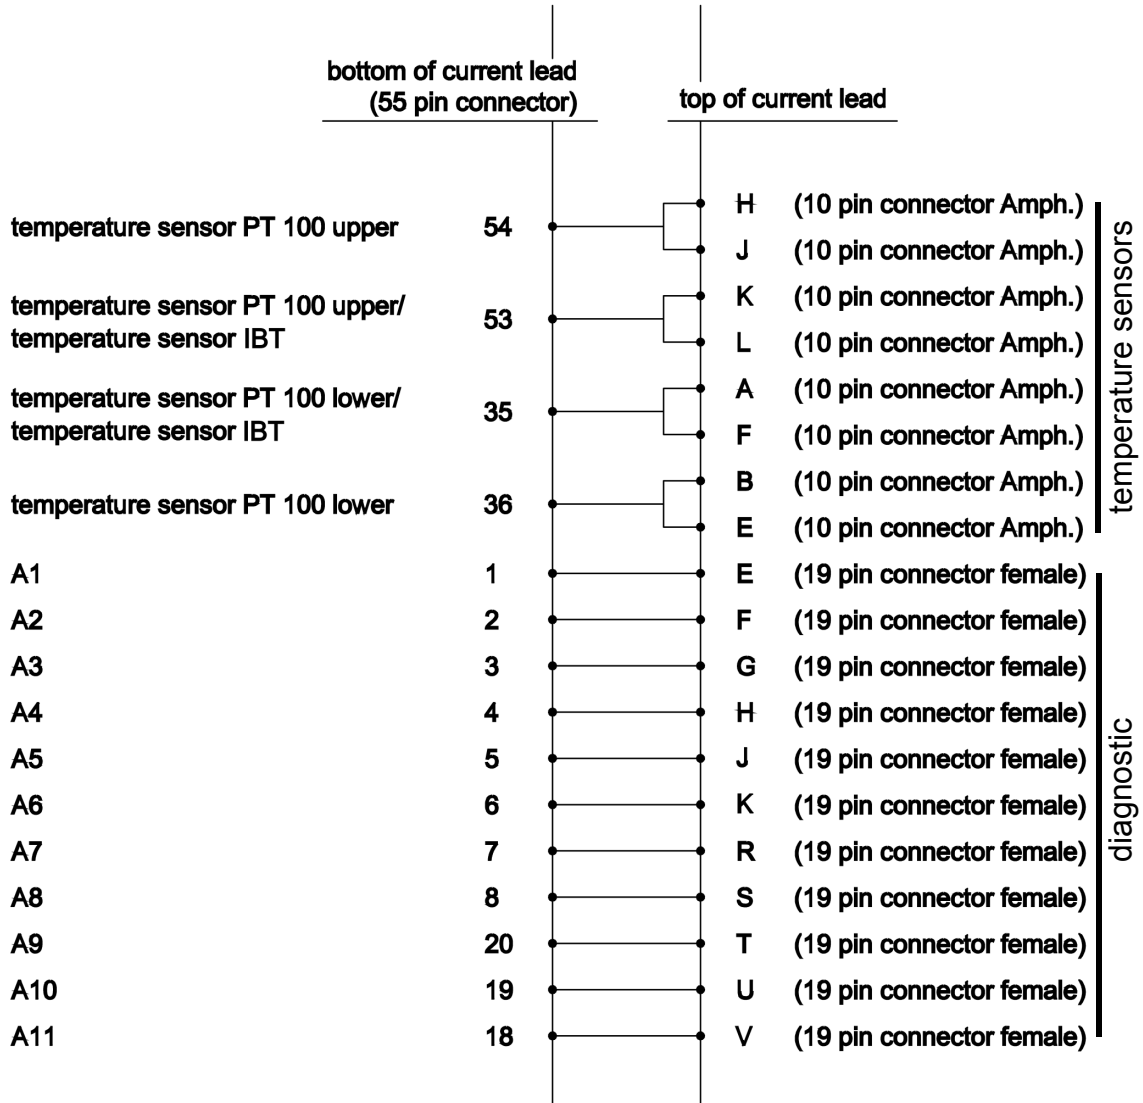 bottom of current lead
(55 pin connector)
top of current lead
temperature sensor PT 100 upper 54 H (10 pin connector Amph.)
J (10 pin connector Amph.)
temperature sensor PT 100 upper/
temperature sensor IBT 53 K (10 pin connector Amph.)
L (10 pin connector Amph.)
temperature sensor PT 100 lower/
temperature sensor IBT 35 A (10 pin connector Amph.)
F (10 pin connector Amph.)
temperature sensor PT 100 lower 36 B (10 pin connector Amph.)
E (10 pin connector Amph.)
temperature sensors
A1 1 E (19 pin connector female)
A2 2 F (19 pin connector female)
A3 3 G (19 pin connector female)
A4 4 H (19 pin connector female)
A5 5 J (19 pin connector female)
A6 6 K (19 pin connector female)
A7 7 R (19 pin connector female)
A8 8 S (19 pin connector female)
A9 20 T (19 pin connector female)
A10 19 U (19 pin connector female)
A11 18 V (19 pin connector female)
diagnostic